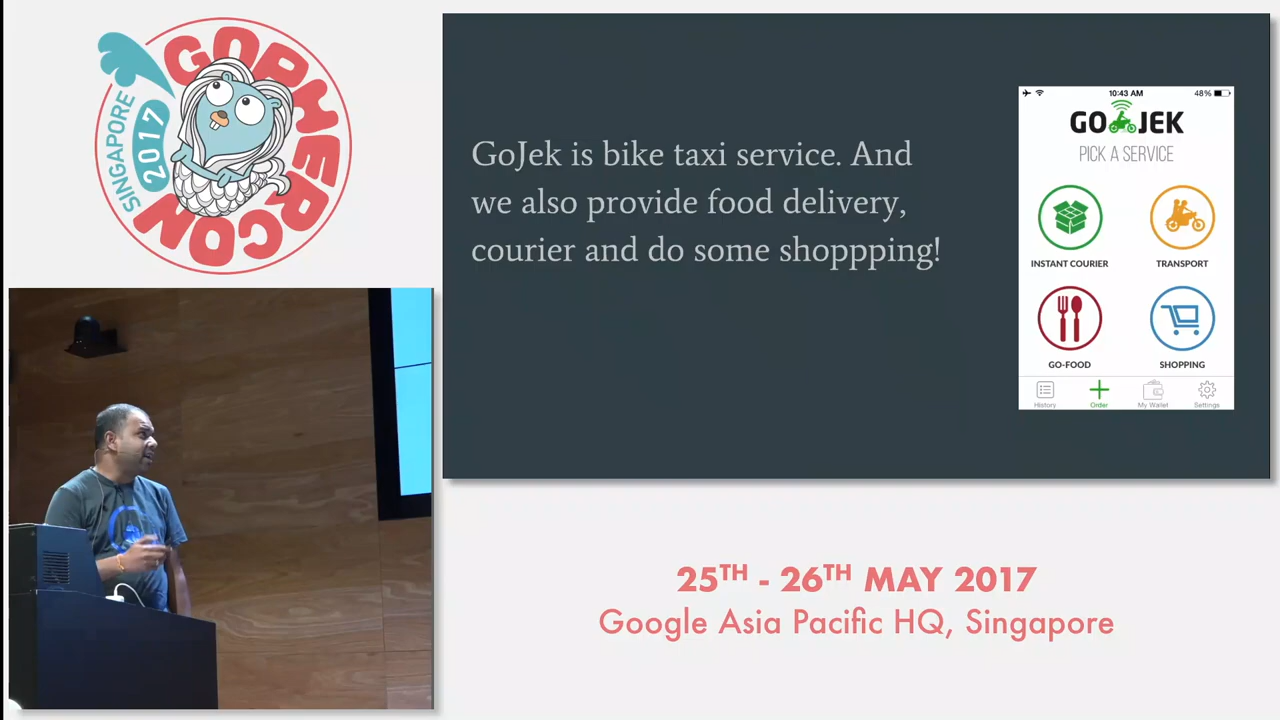 GOPHERCON
SINGAPORE
2017
GoJek is bike taxi service. And
we also provide food delivery,
courier and do some shoppping!
10:43 AM
48%
GO JEK
PICK A SERVICE
INSTANT COURIER
TRANSPORT
GO-FOOD
SHOPPING
History
Order
My Wallet
Settings
25TH - 26TH MAY 2017
Google Asia Pacific HQ, Singapore